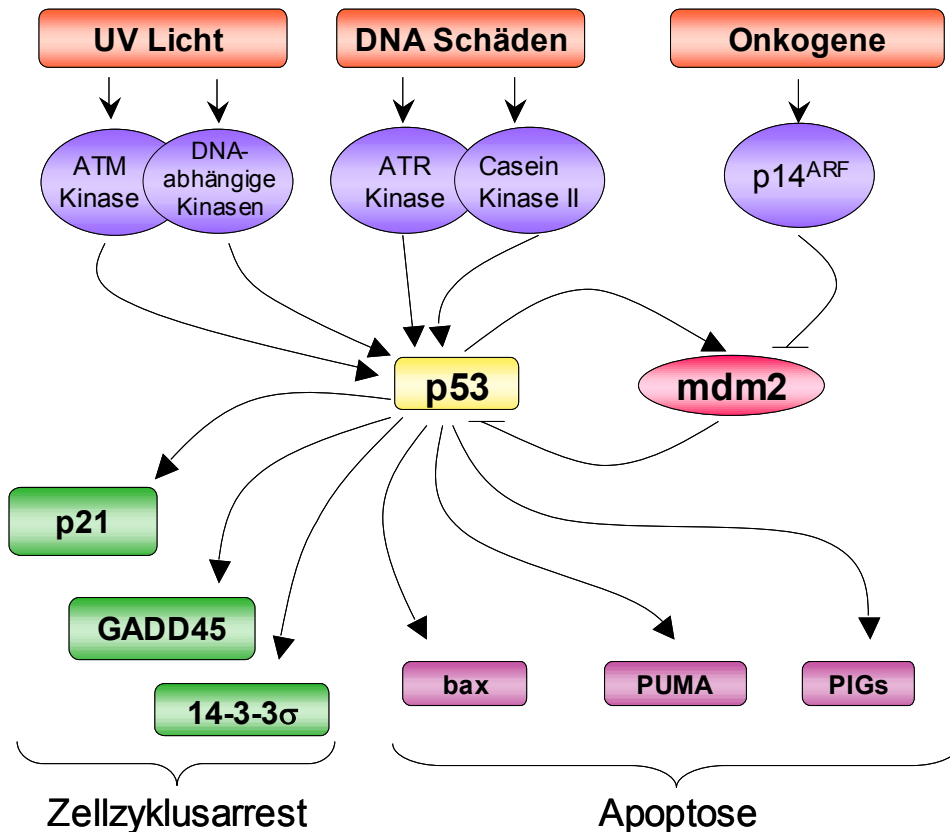 UV Licht
DNA Schäden
Onkogene
ATM
Kinase
DNA-
abhängige
Kinasen
ATR
Kinase
Casein
Kinase II
p14ARF
p53
mdm2
p21
GADD45
14-3-3σ
bax
PUMA
PIGs
Zellzyklusarrest
Apoptose